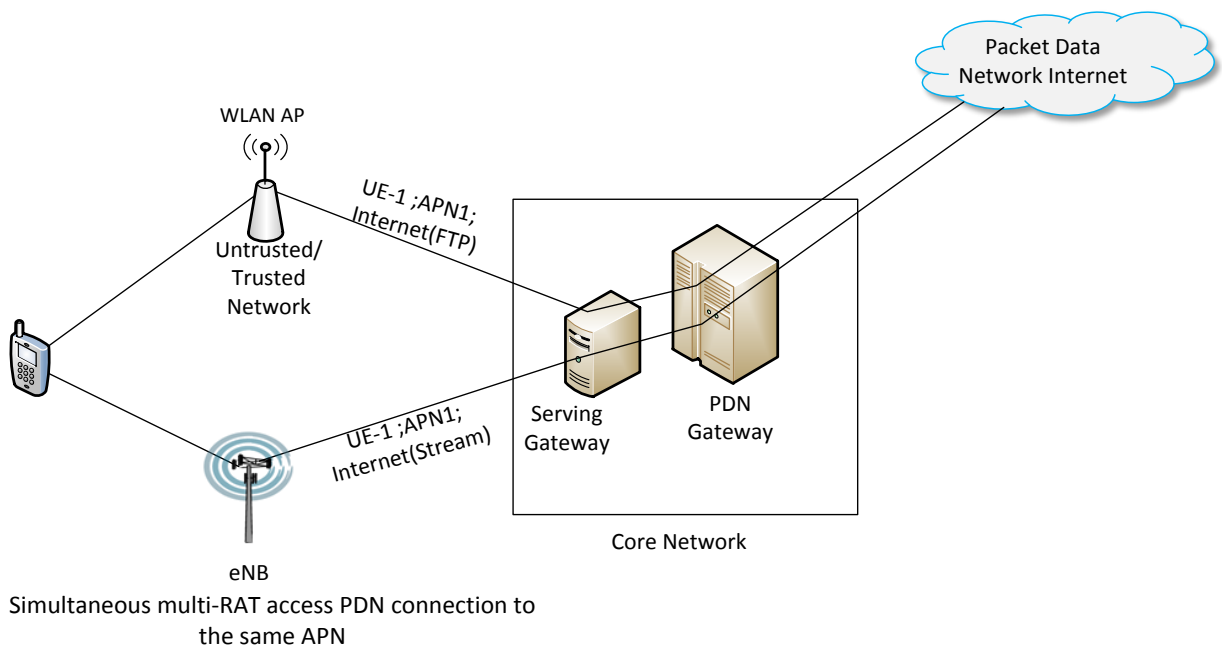 Packet Data
Network Internet
WLAN AP
UE-1 ;APN1;
Internet(FTP)
Untrusted/
Trusted
Network
UE-1 ;APN1;
Internet(Stream)
Serving
Gateway
PDN
Gateway
Core Network
eNB
Simultaneous multi-RAT access PDN connection to
the same APN